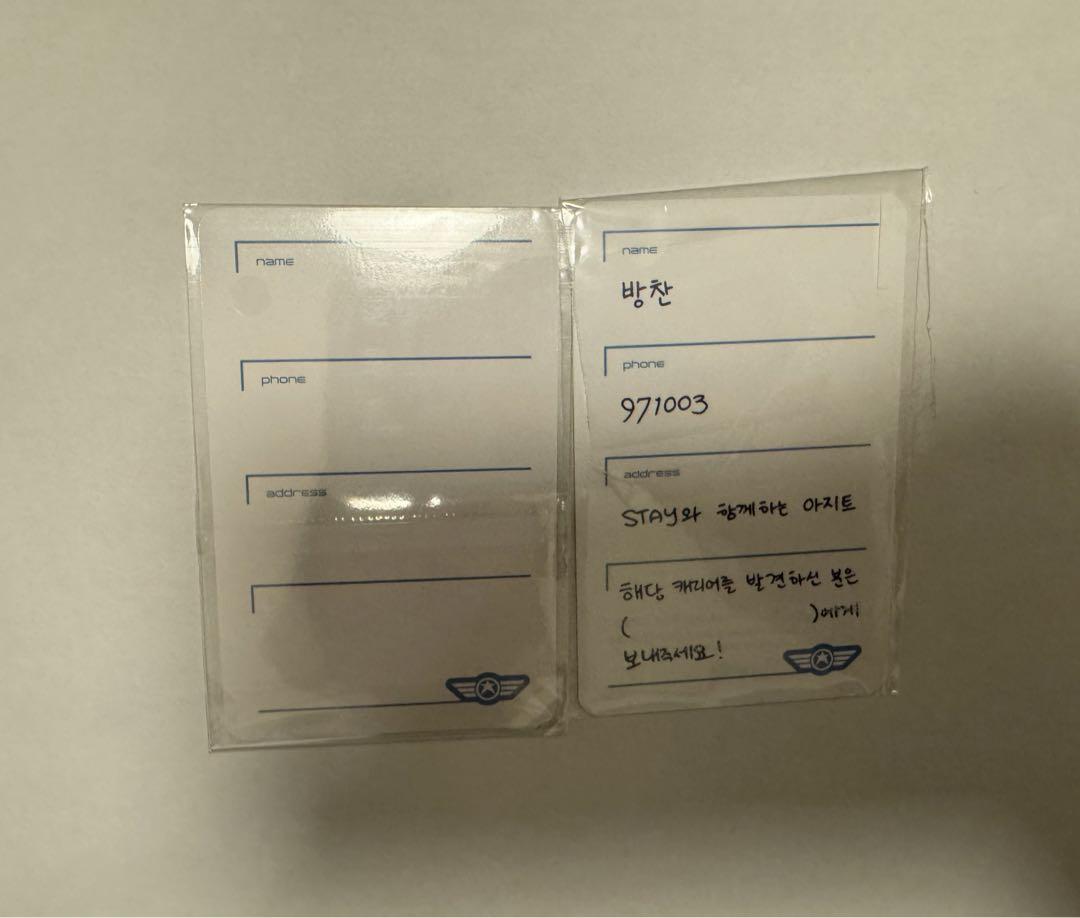 name
phone
address
name
방찬
phone
971003
address
STAY와 함께하는 아지트
해당 캐리어를 발견하신 분은
( )에게
보내주세요!